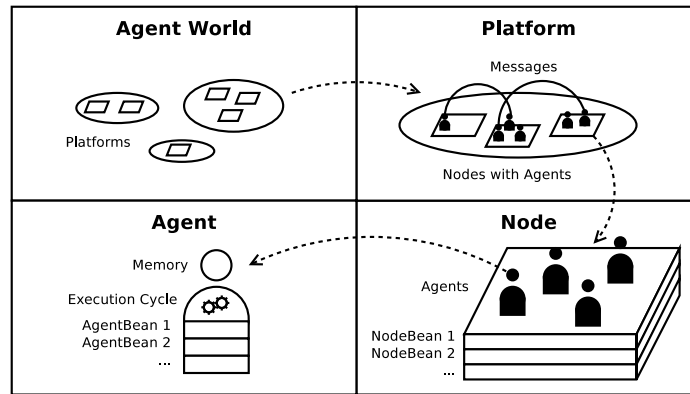 Agent World
Platforms
Platform
Messages
Nodes with Agents
Agent
Memory
Execution Cycle
AgentBean 1
AgentBean 2
...
Node
Agents
NodeBean 1
NodeBean 2
...